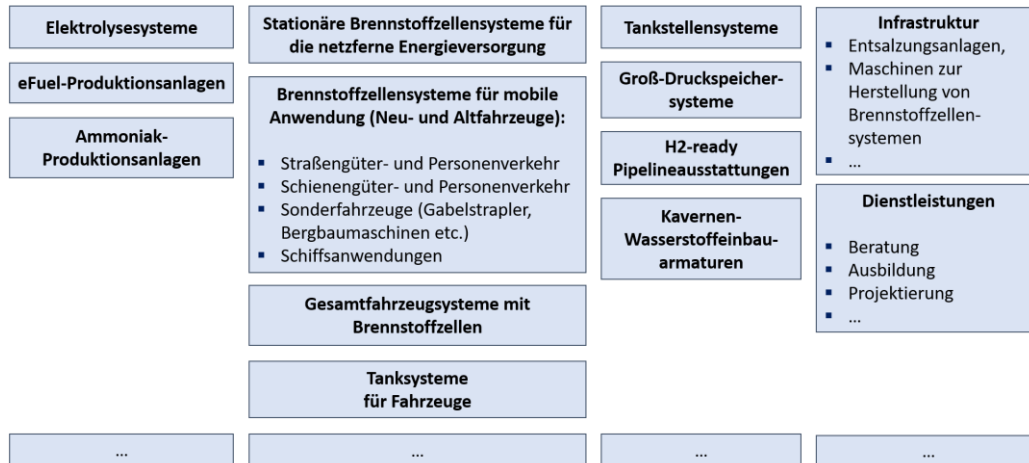 Elektrolysesysteme
eFuel-Produktionsanlagen
Ammoniak-
Produktionsanlagen
...
Stationäre Brennstoffzellensysteme für
die netzferne Energieversorgung
Brennstoffzellensysteme für mobile
Anwendung (Neu- und Altfahrzeuge):
▪ Straßengüter- und Personenverkehr
▪ Schienengüter- und Personenverkehr
▪ Sonderfahrzeuge (Gabelstrapler,
Bergbaumaschinen etc.)
▪ Schiffsanwendungen
Gesamtfahrzeugsysteme mit
Brennstoffzellen
Tanksysteme
für Fahrzeuge
...
Tankstellensysteme
Groß-Druckspeicher-
systeme
H2-ready
Pipelineausstattungen
Kavernen-
Wasserstoffeinbau-
armaturen
...
Infrastruktur
▪ Entsalzungsanlagen,
▪ Maschinen zur
Herstellung von
Brennstoffzellen-
systemen
▪ ...
Dienstleistungen
▪ Beratung
▪ Ausbildung
▪ Projektierung
▪ ...
...